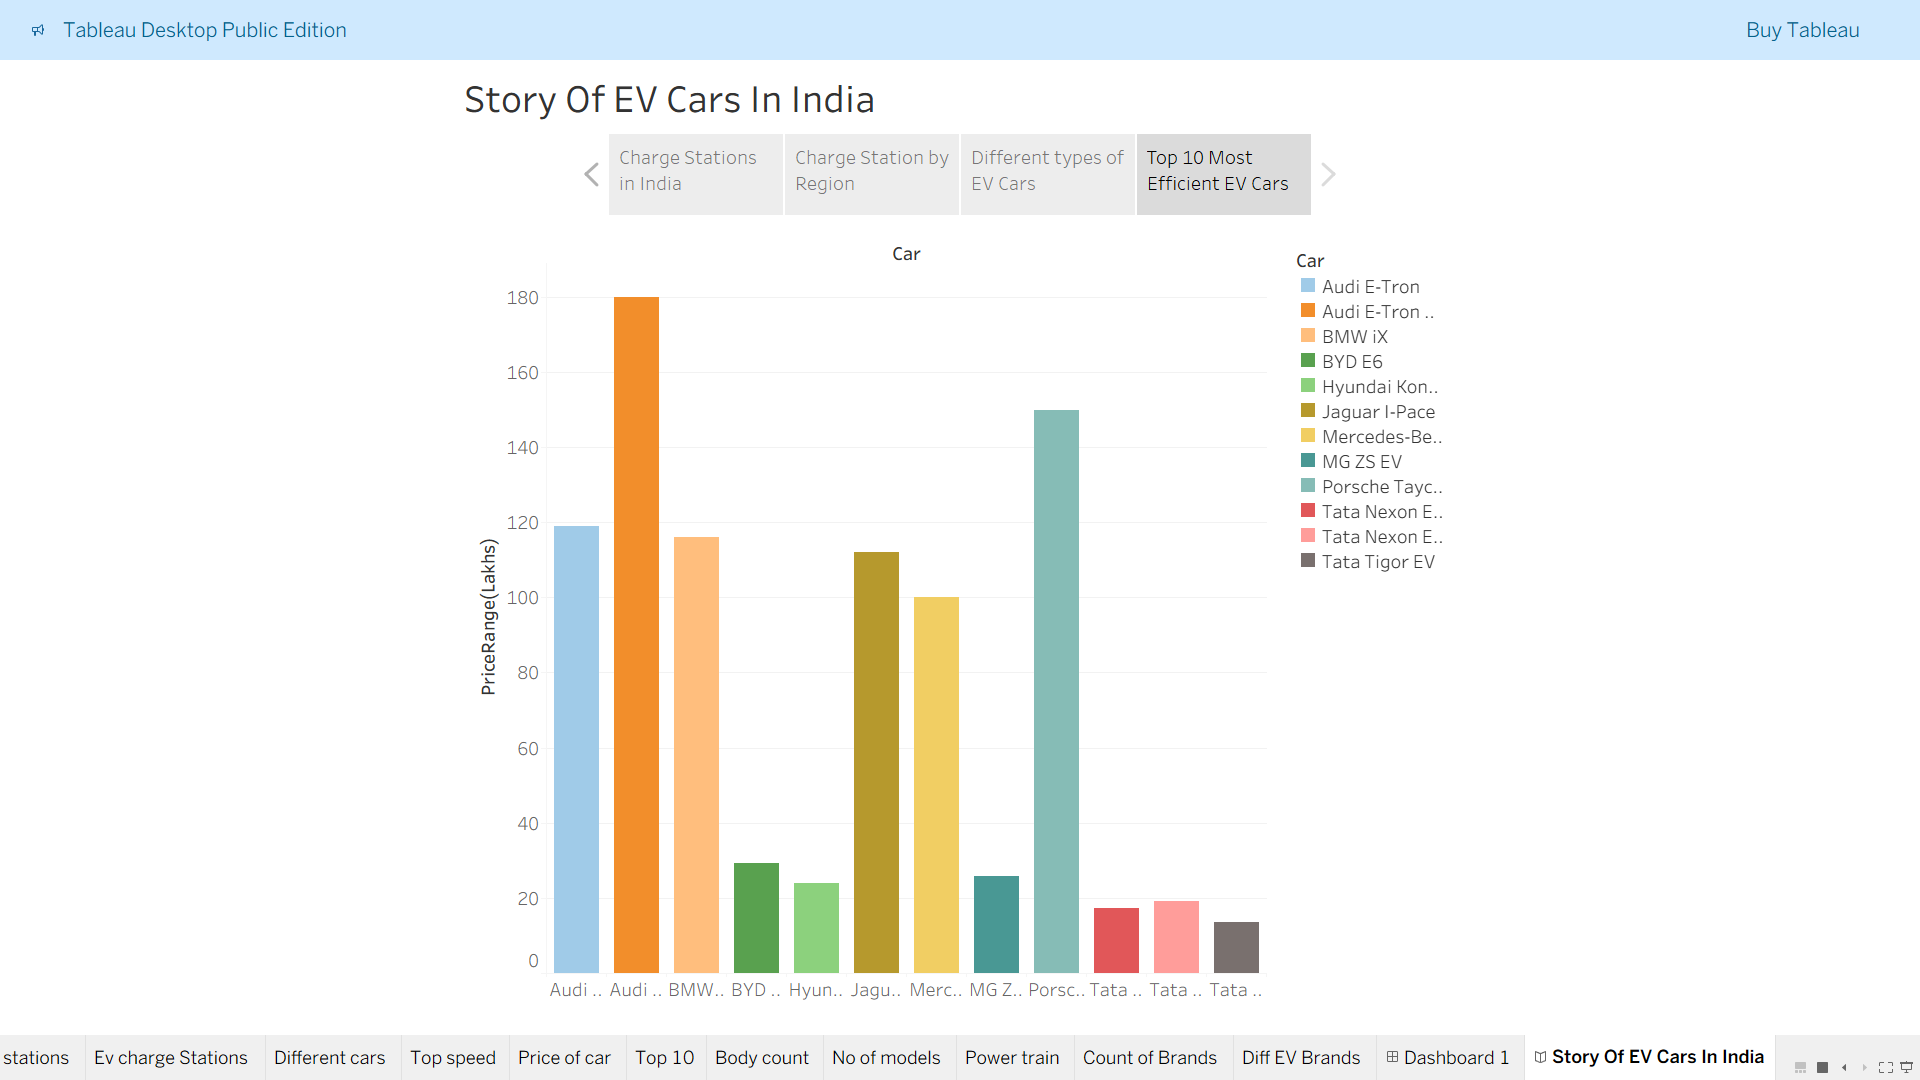 Tableau Desktop Public Edition
Buy Tableau
Story Of EV Cars In India
Charge Stations
in India
Charge Station by
Region
Different types of
EV Cars
Top 10 Most
Efficient EV Cars
Car
180
160
140
120
100
80
60
40
20
0
PriceRange(Lakhs)
Audi .. Audi .. BMW.. BYD .. Hyun.. Jagu.. Merc.. MG Z.. Porsc.. Tata .. Tata .. Tata ..
Car
Audi E-Tron
Audi E-Tron ..
BMW iX
BYD E6
Hyundai Kon..
Jaguar I-Pace
Mercedes-Be..
MG ZS EV
Porsche Tayc..
Tata Nexon E..
Tata Nexon E..
Tata Tigor EV
stations Ev charge Stations Different cars Top speed Price of car Top 10 Body count No of models Power train Count of Brands Diff EV Brands Dashboard 1 Story Of EV Cars In India